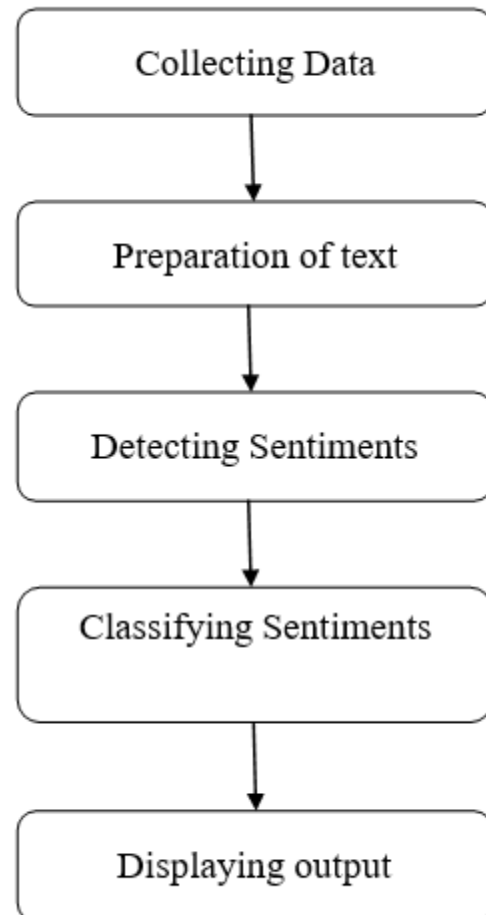 Collecting Data
Preparation of text
Detecting Sentiments
Classifying Sentiments
Displaying output